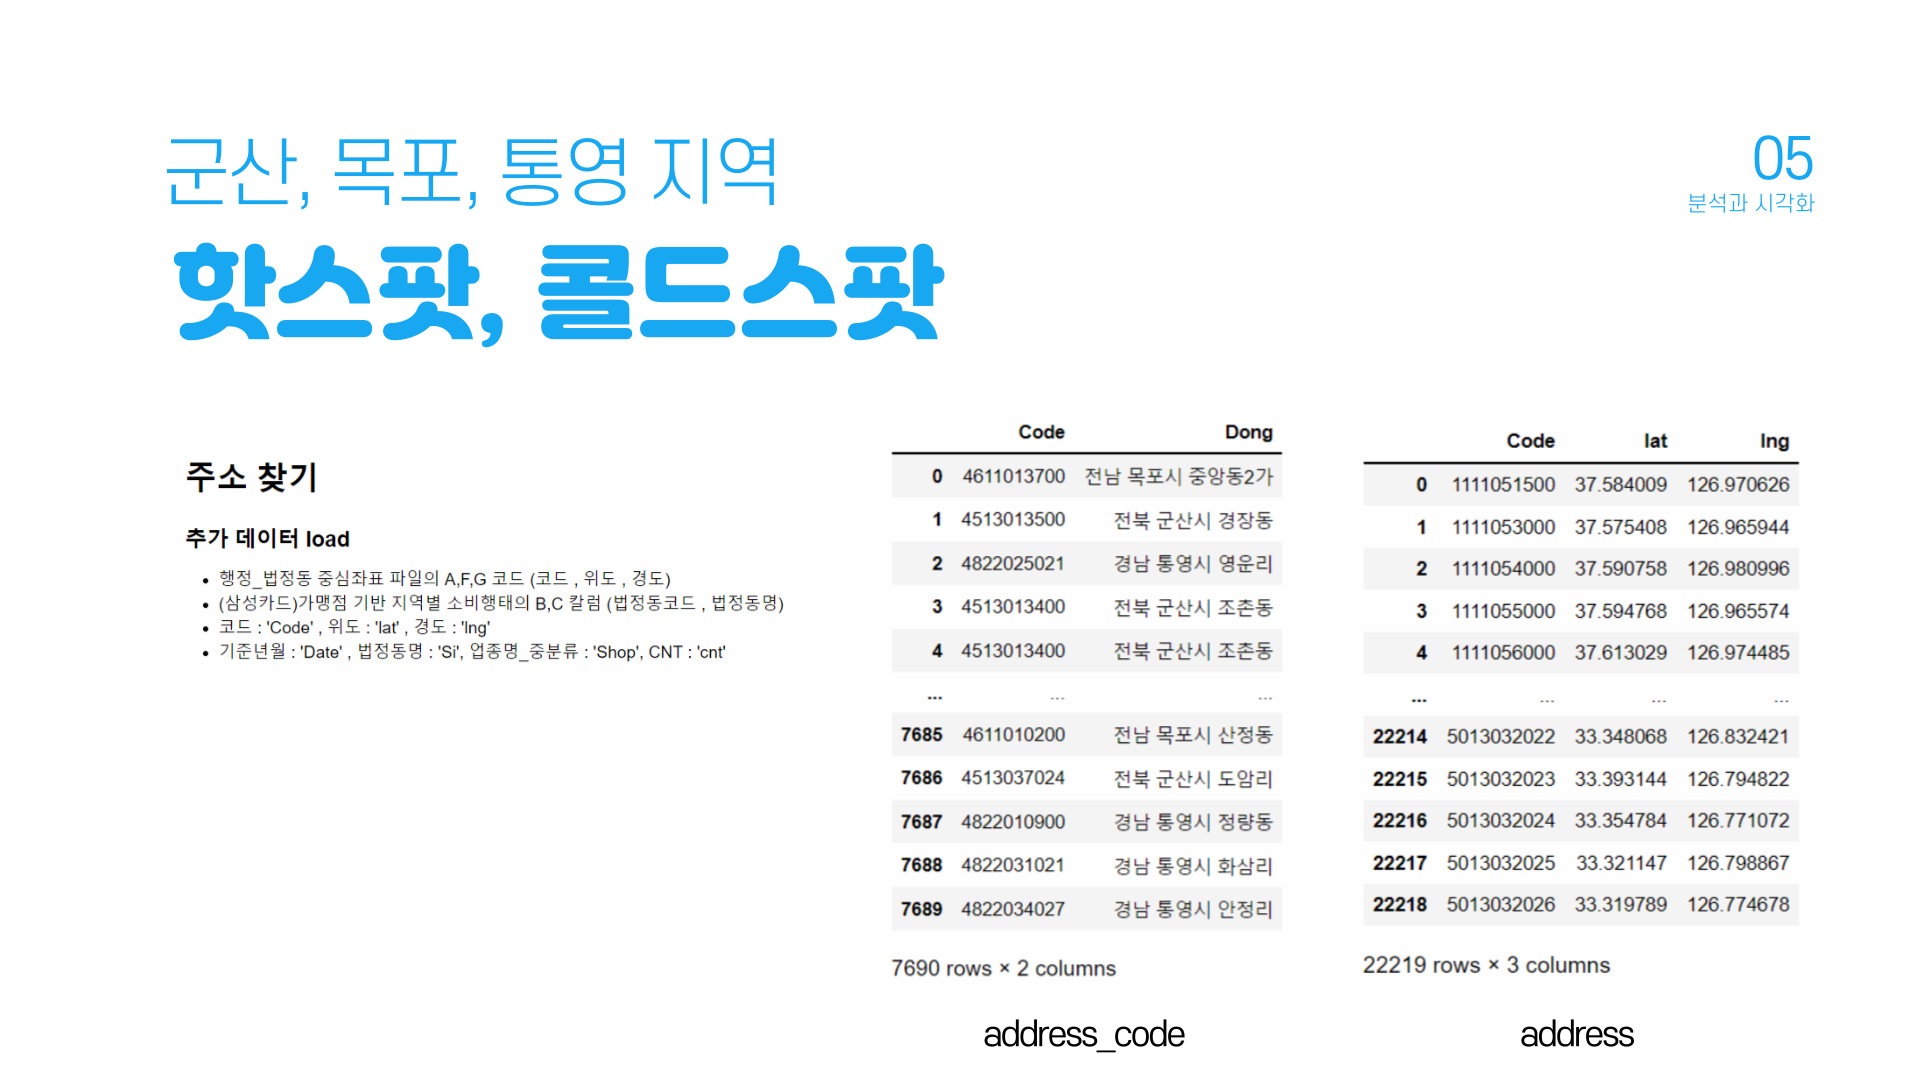 군산, 목포, 통영 지역
핫스팟, 콜드스팟
05
분석과 시각화
주소 찾기
추가 데이터 load
• 행정_법정동 중심좌표 파일의 A,F,G 코드 (코드 , 위도 , 경도)
• (삼성카드)가맹점 기반 지역별 소비행태의 B,C 칼럼 (법정동코드 , 법정동명)
• 코드 : 'Code' , 위도 : 'lat' , 경도 : 'lng'
• 기준년월 : 'Date' , 법정동명 : 'Si', 업종명_중분류 : 'Shop', CNT : 'cnt'
Code Dong
0 4611013700 전남 목포시 중앙동2가
1 4513013500 전북 군산시 경장동
2 4822025021 경남 통영시 영운리
3 4513013400 전북 군산시 조촌동
4 4513013400 전북 군산시 조촌동
... ... ...
7685 4611010200 전남 목포시 산정동
7686 4513037024 전북 군산시 도암리
7687 4822010900 경남 통영시 정량동
7688 4822031021 경남 통영시 화삼리
7689 4822034027 경남 통영시 안정리
7690 rows × 2 columns
address_code
Code lat lng
0 1111051500 37.584009 126.970626
1 1111053000 37.575408 126.965944
2 1111054000 37.590758 126.980996
3 1111055000 37.594768 126.965574
4 1111056000 37.613029 126.974485
... ... ... ...
22214 5013032022 33.348068 126.832421
22215 5013032023 33.393144 126.794822
22216 5013032024 33.354784 126.771072
22217 5013032025 33.321147 126.798867
22218 5013032026 33.319789 126.774678
22219 rows × 3 columns
address